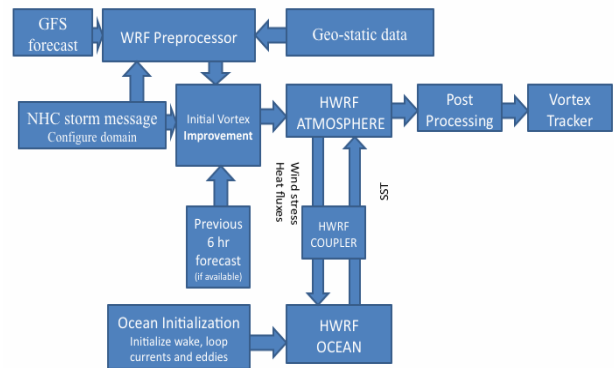 GFS
forecast
WRF Preprocessor
Geo-static data
NHC storm message
Configure domain
Initial Vortex
Improvement
HWRF
ATMOSPHERE
Post
Processing
Vortex
Tracker
Wind stress
Heat fluxes
SST
Previous
6 hr
forecast
(if available)
HWRF
COUPLER
Ocean Initialization
Initialize wake, loop
currents and eddies
HWRF
OCEAN